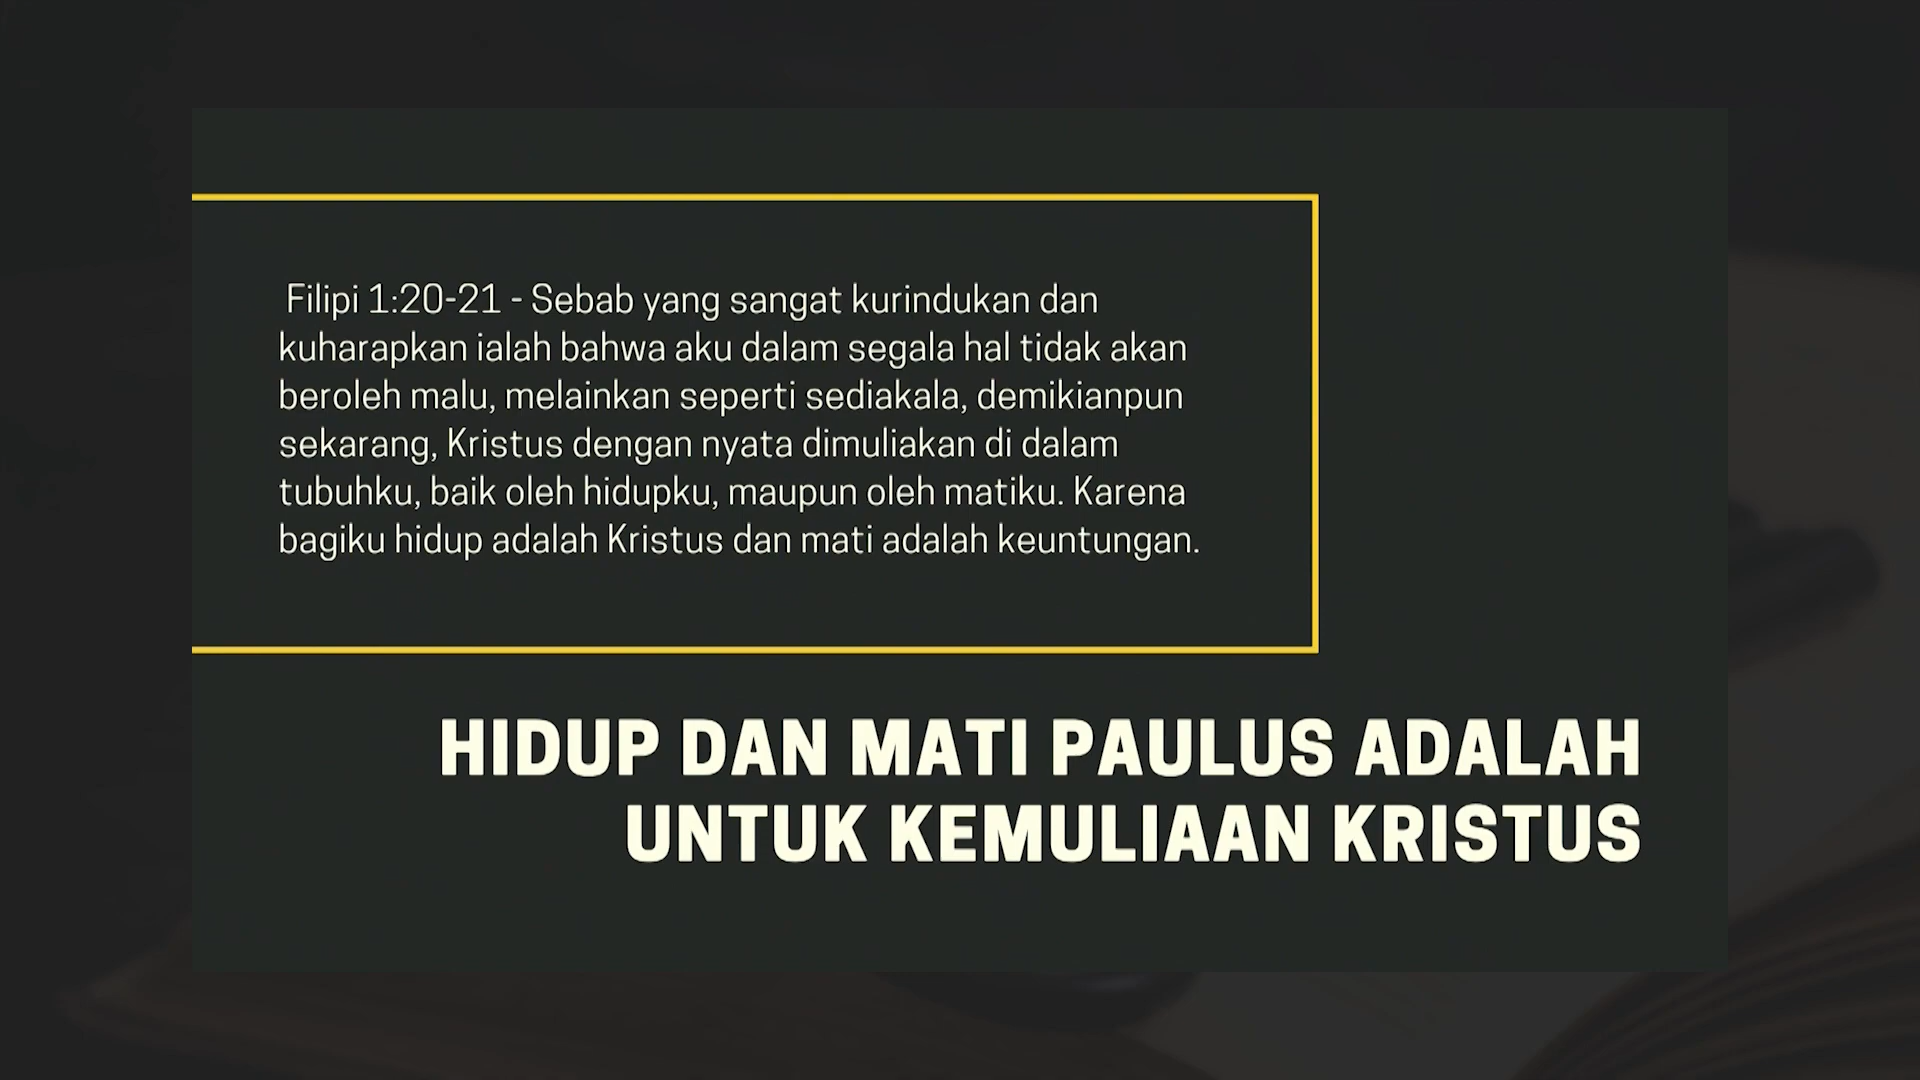 Filipi 1:20-21 - Sebab yang sangat kurindukan dan
kuharapkan ialah bahwa aku dalam segala hal tidak akan
beroleh malu, melainkan seperti sediakala, demikianpun
sekarang, Kristus dengan nyata dimuliakan di dalam
tubuhku, baik oleh hidupku, maupun oleh matiku. Karena
bagiku hidup adalah Kristus dan mati adalah keuntungan.
HIDUP DAN MATI PAULUS ADALAH
UNTUK KEMULIAAN KRISTUS